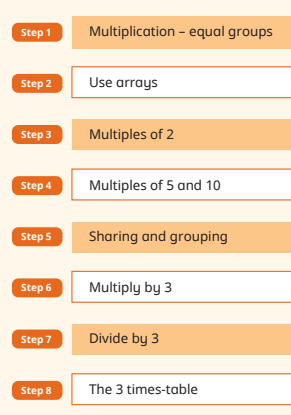 Step 1 Multiplication – equal groups
Step 2 Use arrays
Step 3 Multiples of 2
Step 4 Multiples of 5 and 10
Step 5 Sharing and grouping
Step 6 Multiply by 3
Step 7 Divide by 3
Step 8 The 3 times-table